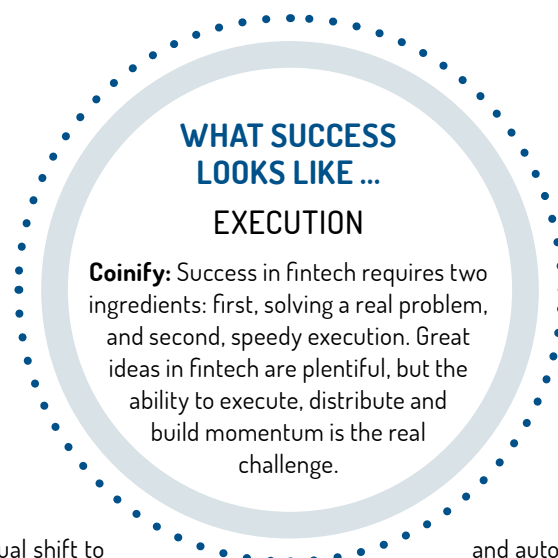 WHAT SUCCESS
LOOKS LIKE ...
EXECUTION
Coinify: Success in fintech requires two
ingredients: first, solving a real problem,
and second, speedy execution. Great
ideas in fintech are plentiful, but the
ability to execute, distribute and
build momentum is the real
challenge.
shift to
and